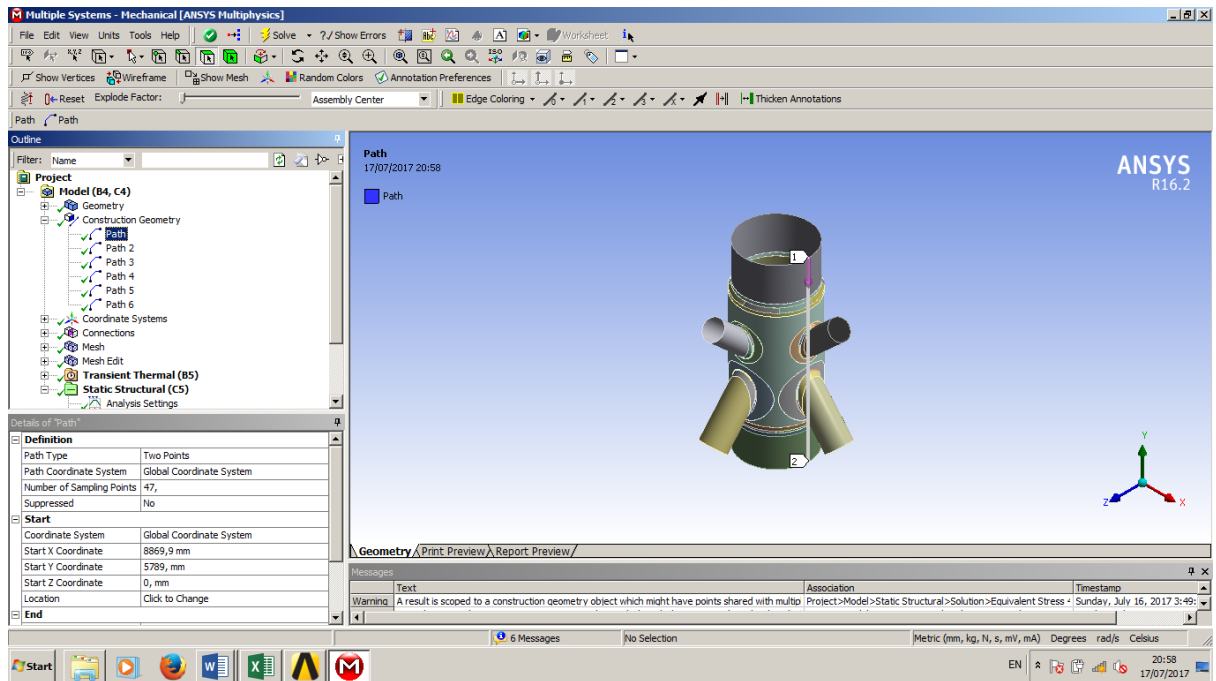 Multiple Systems - Mechanical [ANSYS Multiphysics]
File Edit View Units Tools Help Solve ?/ Show Errors Worksheet
Show Vertices Wireframe Show Mesh Random Colors Annotation Preferences
Reset Explode Factor: Assembly Center Edge Coloring Thicken Annotations
Path Path
Outline
Filter: Name
Project
Model (B4, C4)
Geometry
Construction Geometry
Path
Path 2
Path 3
Path 4
Path 5
Path 6
Coordinate Systems
Connections
Mesh
Mesh Edit
Transient Thermal (B5)
Static Structural (C5)
Analysis Settings
Details of "Path"
Definition
Path Type Two Points
Path Coordinate System Global Coordinate System
Number of Sampling Points 47,
Suppressed No
Start
Coordinate System Global Coordinate System
Start X Coordinate 8869,9 mm
Start Y Coordinate 5789, mm
Start Z Coordinate 0, mm
Location Click to Change
End
Path
17/07/2017 20:58
Path
ANSYS
R16.2
1
2
Y
Z
X
Geometry Print Preview Report Preview
Messages
Text Association Timestamp
Warning A result is scoped to a construction geometry object which might have points shared with multip Project>Model>Static Structural>Solution>Equivalent Stress Sunday, July 16, 2017 3:49:
6 Messages No Selection Metric (mm, kg, N, s, mV, mA) Degrees rad/s Celsius
Start EN 20:58
17/07/2017